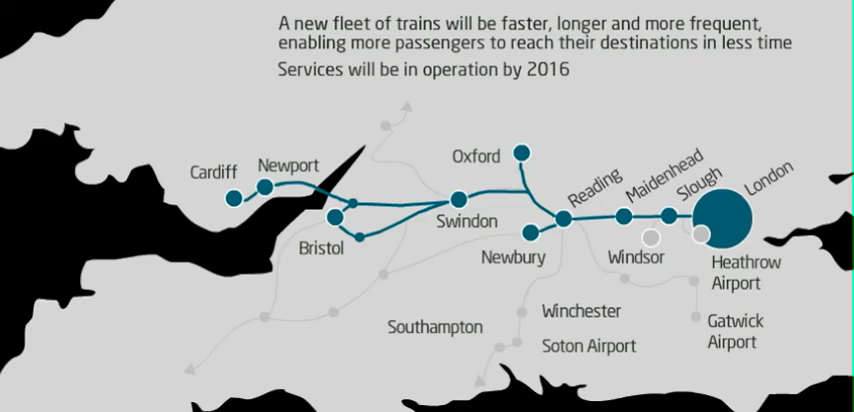 A new fleet of trains will be faster, longer and more frequent,
enabling more passengers to reach their destinations in less time
Services will be in operation by 2016
Cardiff
Newport
Oxford
Reading
Maidenhead
Slough
London
Swindon
Bristol
Newbury
Windsor
Heathrow
Airport
Winchester
Southampton
Gatwick
Airport
Soton Airport